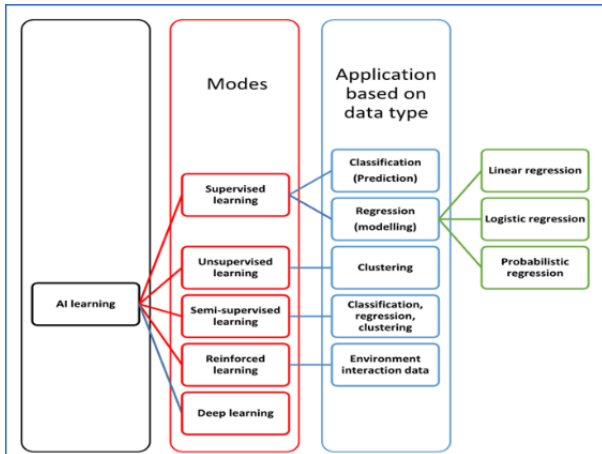 Modes
Application
based on
data type
Classification
(Prediction)
Linear regression
Supervised
learning
Regression
(modelling)
Logistic regression
Unsupervised
learning
Clustering
Probabilistic
regression
AI learning
Semi-supervised
learning
Classification,
regression,
clustering
Reinforced
learning
Environment
interaction data
Deep learning